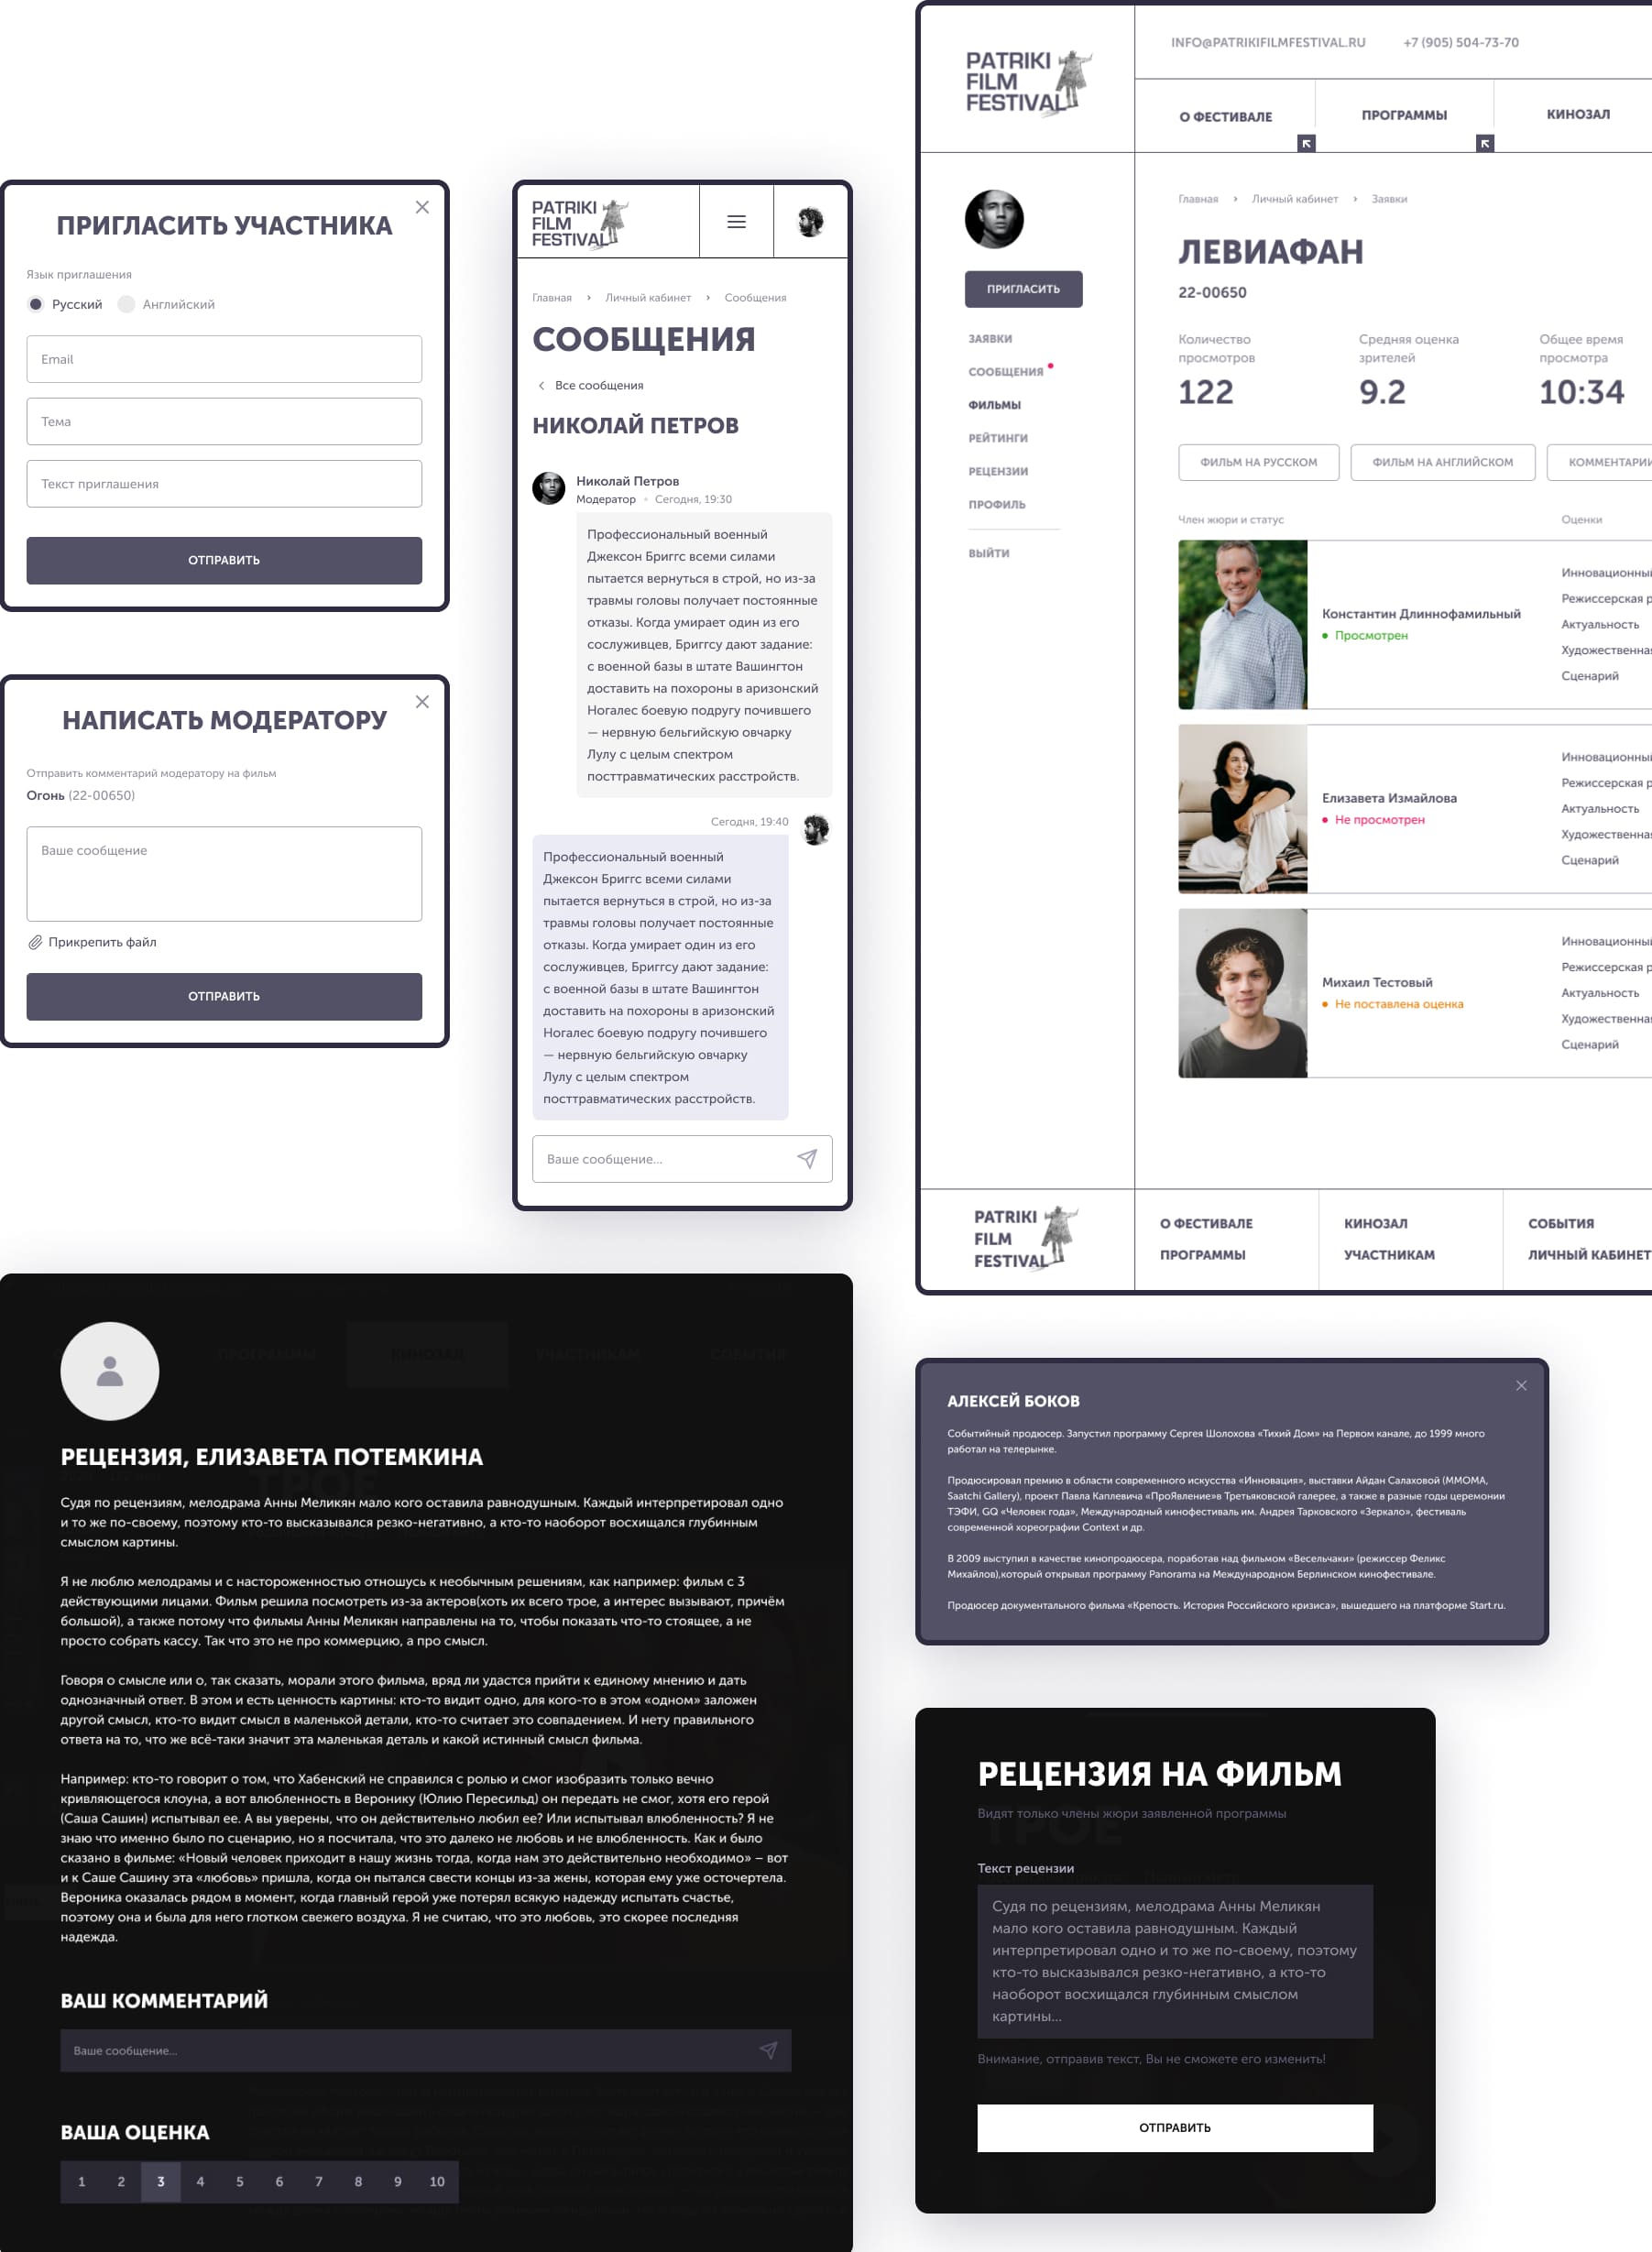 ПРИГЛАСИТЬ УЧАСТНИКА
Язык приглашения
Русский
Английский
Email
Тема
Текст приглашения
ОТПРАВИТЬ
НАПИСАТЬ МОДЕРАТОРУ
Отправить комментарий модератору на фильм
Огонь (22-00650)
Ваше сообщение
Прикрепить файл
ОТПРАВИТЬ
PATRIKI
FILM
FESTIVAL
Главная › Личный кабинет › Сообщения
СООБЩЕНИЯ
Все сообщения
НИКОЛАЙ ПЕТРОВ
Николай Петров
Модератор • Сегодня, 19:30
Профессиональный военный
Джексон Бриггс всеми силами
пытается вернуться в строй, но из-за
травмы головы получает постоянные
отказы. Когда умирает один из его
сослуживцев, Бриггсу дают задание:
с военной базы в штате Вашингтон
доставить на похороны в аризонский
Ногалес боевую подругу почившего
— нервную бельгийскую овчарку
Лулу с целым спектром
посттравматических расстройств.
Сегодня, 19:40
Профессиональный военный
Джексон Бриггс всеми силами
пытается вернуться в строй, но из-за
травмы головы получает постоянные
отказы. Когда умирает один из его
сослуживцев, Бриггсу дают задание:
с военной базы в штате Вашингтон
доставить на похороны в аризонский
Ногалес боевую подругу почившего
— нервную бельгийскую овчарку
Лулу с целым спектром
посттравматических расстройств.
Ваше сообщение...
PATRIKI
FILM
FESTIVAL
INFO@PATRIKIFILMFESTIVAL.RU
+7 (905) 504-73-70
О ФЕСТИВАЛЕ
ПРОГРАММЫ
КИНОЗАЛ
ПРИГЛАСИТЬ
ЗАЯВКИ
СООБЩЕНИЯ
ФИЛЬМЫ
РЕЙТИНГИ
РЕЦЕНЗИИ
ПРОФИЛЬ
ВЫЙТИ
Главная › Личный кабинет › Заявки
ЛЕВИАФАН
22-00650
Количество
просмотров
122
Средняя оценка
зрителей
9.2
Общее время
просмотра
10:34
ФИЛЬМ НА РУССКОМ
ФИЛЬМ НА АНГЛИЙСКОМ
КОММЕНТАРИ
Член жюри и статус
Оценки
Константин Длиннофамильный
Просмотрен
Инновационный
Режиссерская р
Актуальность
Художественна
Сценарий
Елизавета Измайлова
Не просмотрен
Инновационный
Режиссерская р
Актуальность
Художественна
Сценарий
Михаил Тестовый
Не поставлена оценка
Инновационный
Режиссерская р
Актуальность
Художественна
Сценарий
PATRIKI
FILM
FESTIVAL
О ФЕСТИВАЛЕ
ПРОГРАММЫ
КИНОЗАЛ
УЧАСТНИКАМ
СОБЫТИЯ
ЛИЧНЫЙ КАБИНЕТ
РЕЦЕНЗИЯ, ЕЛИЗАВЕТА ПОТЕМКИНА
Судя по рецензиям, мелодрама Анны Меликян мало кого оставила равнодушным. Каждый интерпретировал одно
и то же по-своему, поэтому кто-то высказывался резко-негативно, а кто-то наоборот восхищался глубинным
смыслом картины.
Я не люблю мелодрамы и с настороженностью отношусь к необычным решениям, как например: фильм с 3
действующими лицами. Фильм решила посмотреть из-за актеров(хоть их всего трое, а интерес вызывают, причём
большой), а также потому что фильмы Анны Меликян направлены на то, чтобы показать что-то стоящее, а не
просто собрать кассу. Так что это не про коммерцию, а про смысл.
Говоря о смысле или о, так сказать, морали этого фильма, вряд ли удастся прийти к единому мнению и дать
однозначный ответ. В этом и есть ценность картины: кто-то видит одно, для кого-то в этом «одном» заложен
другой смысл, кто-то видит смысл в маленькой детали, кто-то считает это совпадением. И нету правильного
ответа на то, что же всё-таки значит эта маленькая деталь и какой истинный смысл фильма.
Например: кто-то говорит о том, что Хабенский не справился с ролью и смог изобразить только вечно
кривляющегося клоуна, а вот влюбленность в Веронику (Юлию Пересильд) он передать не смог, хотя его герой
(Саша Сашин) испытывал ее. А вы уверены, что он действительно любил ее? Или испытывал влюбленность? Я не
знаю что именно было по сценарию, но я посчитала, что это далеко не любовь и не влюбленность. Как и было
сказано в фильме: «Новый человек приходит в нашу жизнь тогда, когда нам это действительно необходимо» – вот
и к Саше Сашину эта «любовь» пришла, когда он пытался свести концы из-за жены, которая ему уже осточертела.
Вероника оказалась рядом в момент, когда главный герой уже потерял всякую надежду испытать счастье,
поэтому она и была для него глотком свежего воздуха. Я не считаю, что это любовь, это скорее последняя
надежда.
ВАШ КОММЕНТАРИЙ
Ваше сообщение...
ВАША ОЦЕНКА
1 2 3 4 5 6 7 8 9 10
АЛЕКСЕЙ БОКОВ
Событийный продюсер. Запустил программу Сергея Шолохова «Тихий Дом» на Первом канале, до 1999 много
работал на телерынке.
Продюсировал премию в области современного искусства «Инновация», выставки Айдан Салаховой (ММОМА,
Saatchi Gallery), проект Павла Каплевича «ПроЯвление»в Третьяковской галерее, а также в разные годы церемонии
ТЭФИ, GQ «Человек года», Международный кинофестиваль им. Андрея Тарковского «Зеркало», фестиваль
современной хореографии Context и др.
В 2009 выступил в качестве кинопродюсера, поработав над фильмом «Весельчаки» (режиссер Феликс
Михайлов),который открывал программу Panorama на Международном Берлинском кинофестивале.
Продюсер документального фильма «Крепость. История Российского кризиса», вышедшего на платформе Start.ru.
РЕЦЕНЗИЯ НА ФИЛЬМ
Видят только члены жюри заявленной программы
Текст рецензии
Судя по рецензиям, мелодрама Анны Меликян
мало кого оставила равнодушным. Каждый
интерпретировал одно и то же по-своему, поэтому
кто-то высказывался резко-негативно, а кто-то
наоборот восхищался глубинным смыслом
картины...
Внимание, отправив текст, Вы не сможете его изменить!
ОТПРАВИТЬ